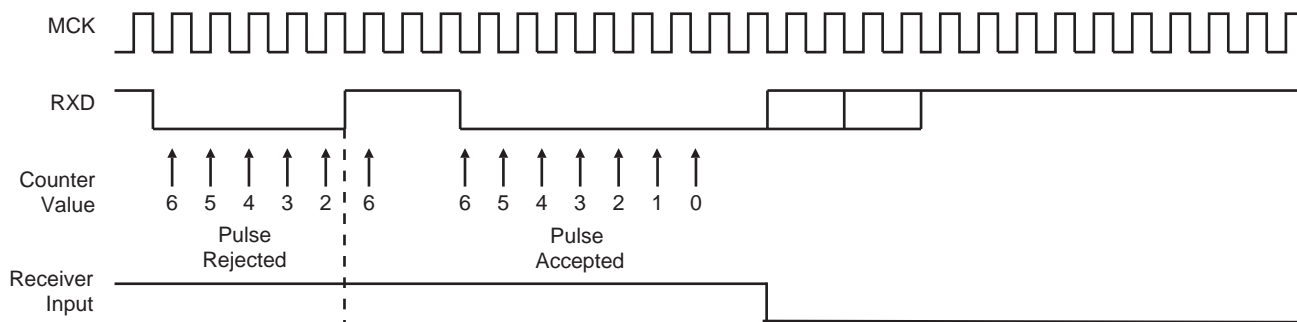 MCK
RXD
Counter
Value
6 5 4 3 2 6 6 5 4 3 2 1 0
Pulse
Rejected
Pulse
Accepted
Receiver
Input